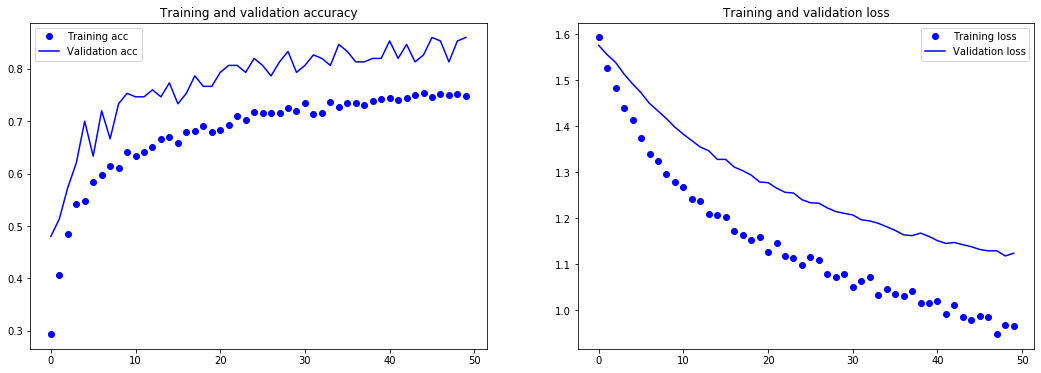 Training and validation accuracy
Training acc
Validation acc
0.8
0.7
0.6
0.5
0.4
0.3
0 10 20 30 40 50
Training and validation loss
Training loss
Validation loss
1.6
1.5
1.4
1.3
1.2
1.1
1.0
0 10 20 30 40 50